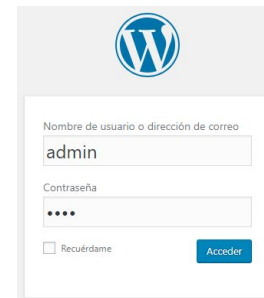 Nombre de usuario o dirección de correo
admin
Contraseña
••••
Recuérdame
Acceder